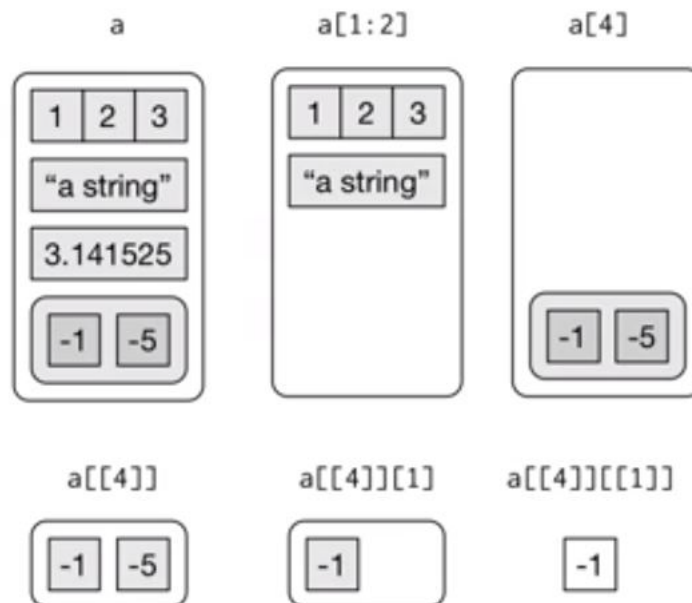 a a[1:2] a[4]
1 2 3 1 2 3
“a string” “a string”
3.141525
-1 -5 -1 -5
a[[4]] a[[4]][1] a[[4]][[1]]
-1 -5 -1 -1